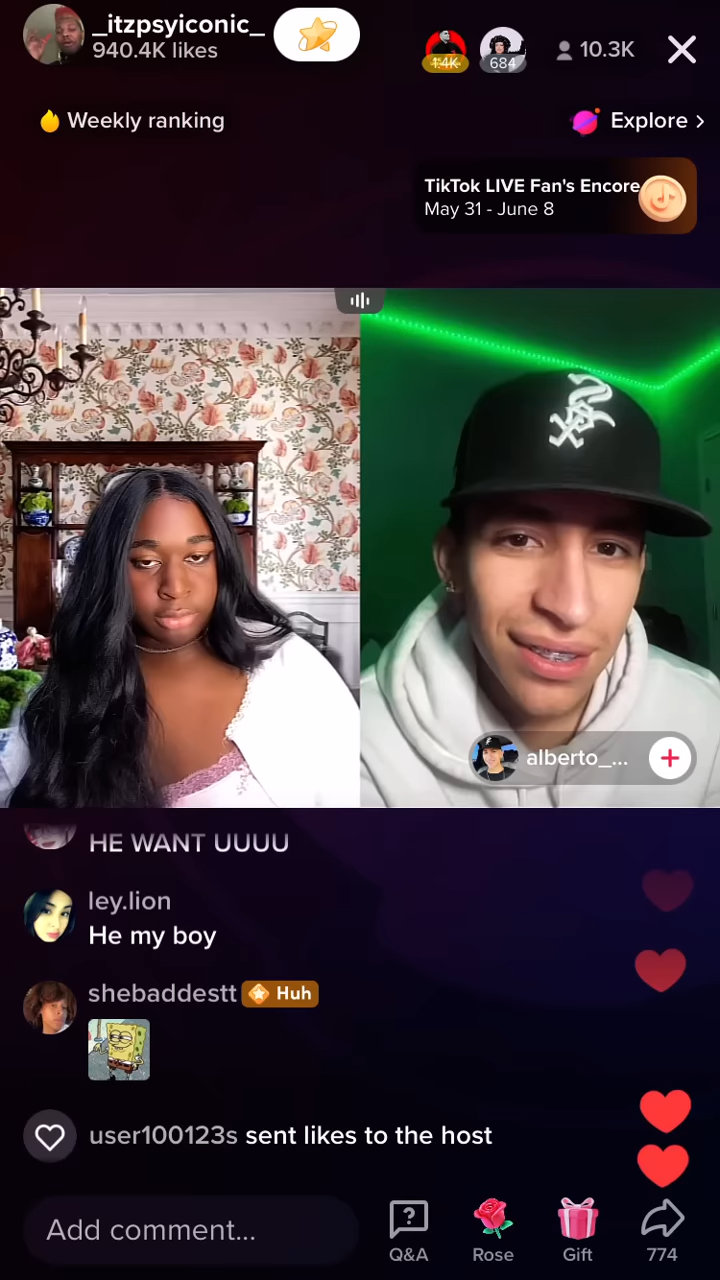 _itzpsyiconic_
940.4K likes
1.4K
684
10.3K
Weekly ranking
Explore >
TikTok LIVE Fan's Encore
May 31 - June 8
alberto_...
HE WANT UUUU
ley.lion
He my boy
shebaddestt Huh
user100123s sent likes to the host
Add comment...
Q&A
Rose
Gift
774